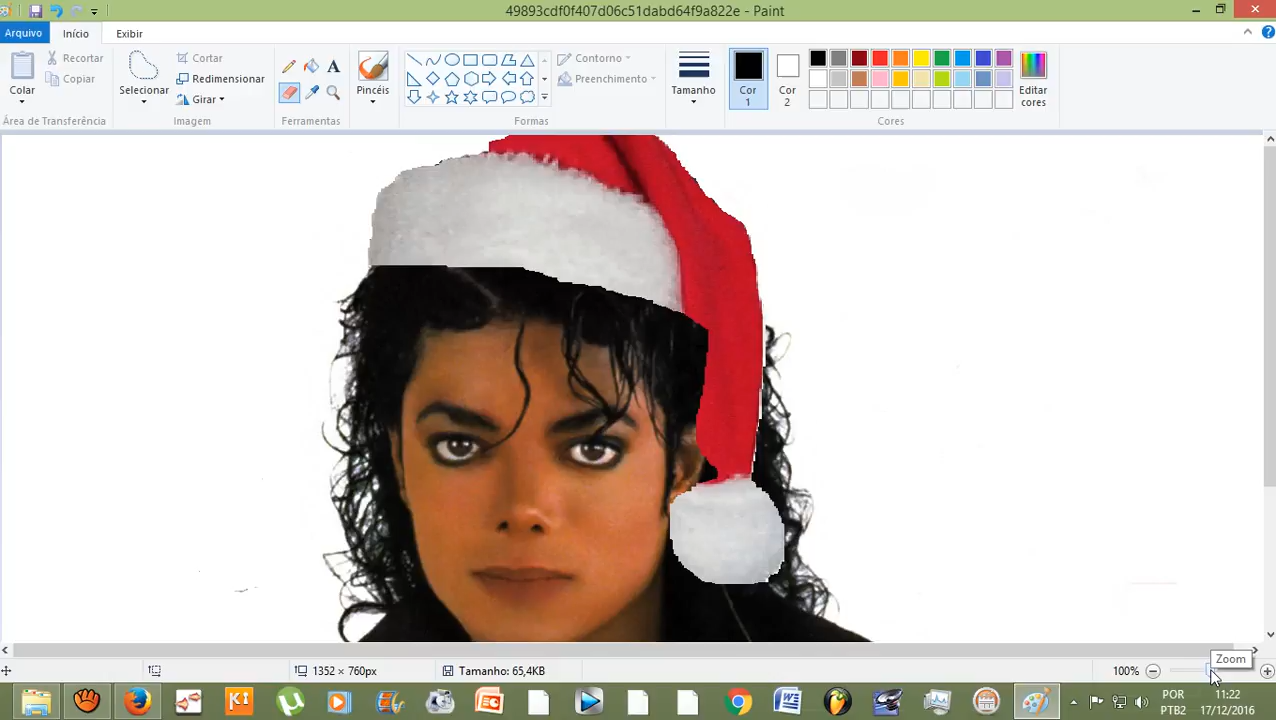 49893cdf0f407d06c51dabd64f9a822e - Paint
Arquivo Início Exibir
Colar
Área de Transferência
Selecionar
Recortar
Copiar
Cortar
Redimensionar
Girar
Imagem
A
Ferramentas
Pincéis
Contorno
Preenchimento
Formas
Tamanho
Cor
1
Cor
2
Editar
cores
Cores
1352 × 760px
Tamanho: 65,4KB
100%
Zoom
POR
PTB2
11:22
17/12/2016